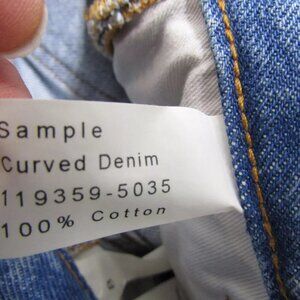 Sample
Curved Denim
119359-5035
100% Cotton